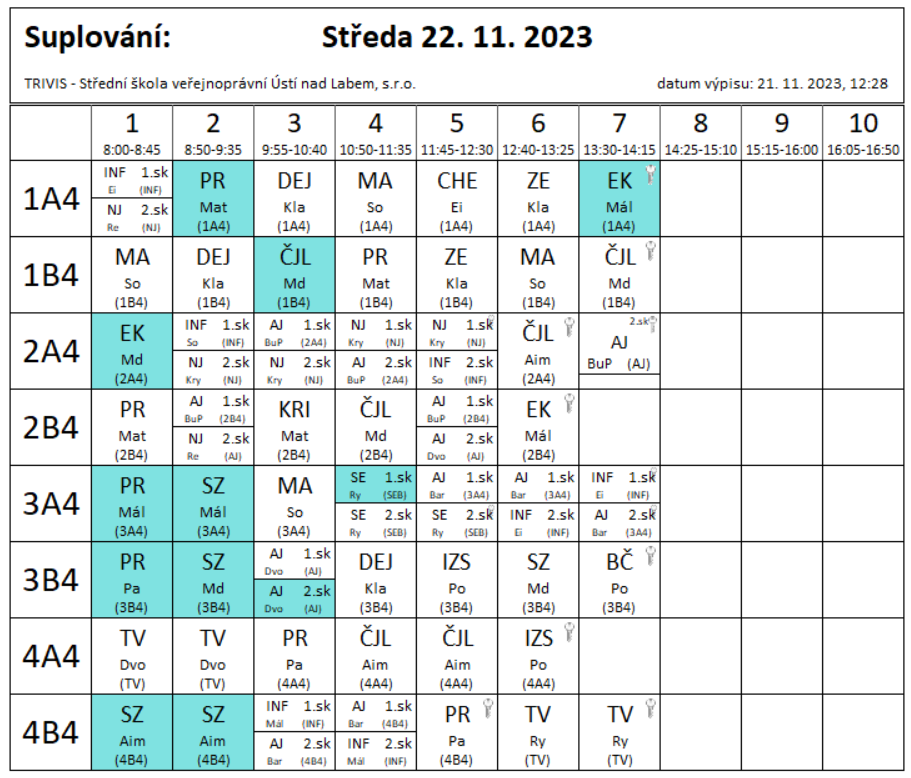 Suplování: Středa 22. 11. 2023
TRIVIS - Střední škola veřejnoprávní Ústí nad Labem, s.r.o. datum výpisu: 21. 11. 2023, 12:28
1 2 3 4 5 6 7 8 9 10
8:00-8:45 8:50-9:35 9:55-10:40 10:50-11:35 11:45-12:30 12:40-13:25 13:30-14:15 14:25-15:10 15:15-16:00 16:05-16:50
1A4
INF 1.sk
Ei (INF)
NJ 2.sk
Re (NJ)
PR
Mat
(1A4)
DEJ
Kla
(1A4)
MA
So
(1A4)
CHE
Ei
(1A4)
ZE
Kla
(1A4)
EK
Mál
(1A4)
1B4
MA
So
(1B4)
DEJ
Kla
(1B4)
ČJL
Md
(1B4)
PR
Mat
(1B4)
ZE
Kla
(1B4)
MA
So
(1B4)
ČJL
Md
(1B4)
2A4
EK
Md
(2A4)
INF 1.sk
So (INF)
NJ 2.sk
Kry (NJ)
AJ 1.sk
BuP (2A4)
NJ 2.sk
Kry (NJ)
NJ 1.sk
Kry (NJ)
AJ 2.sk
BuP (2A4)
NJ 1.sk
Kry (NJ)
INF 2.sk
So (INF)
ČJL
Aim
(2A4)
2.sk
AJ
BuP (AJ)
2B4
PR
Mat
(2B4)
AJ 1.sk
BuP (2B4)
NJ 2.sk
Re (AJ)
KRI
Mat
(2B4)
ČJL
Md
(2B4)
AJ 1.sk
BuP (2B4)
AJ 2.sk
Dvo (AJ)
EK
Mál
(2B4)
3A4
PR
Mál
(3A4)
SZ
Mál
(3A4)
MA
So
(3A4)
SE 1.sk
Ry (SEB)
SE 2.sk
Ry (SEB)
AJ 1.sk
Bar (3A4)
SE 2.sk
Ry (SEB)
AJ 1.sk
Bar (3A4)
INF 2.sk
Ei (INF)
INF 1.sk
Ei (INF)
AJ 2.sk
Bar (3A4)
3B4
PR
Pa
(3B4)
SZ
Md
(3B4)
AJ 1.sk
Dvo (AJ)
AJ 2.sk
Dvo (AJ)
DEJ
Kla
(3B4)
IZS
Po
(3B4)
SZ
Md
(3B4)
BČ
Po
(3B4)
4A4
TV
Dvo
(TV)
TV
Dvo
(TV)
PR
Pa
(4A4)
ČJL
Aim
(4A4)
ČJL
Aim
(4A4)
IZS
Po
(4A4)
4B4
SZ
Aim
(4B4)
SZ
Aim
(4B4)
INF 1.sk
Mál (INF)
AJ 2.sk
Bar (4B4)
AJ 1.sk
Bar (4B4)
INF 2.sk
Mál (INF)
PR
Pa
(4B4)
TV
Ry
(TV)
TV
Ry
(TV)